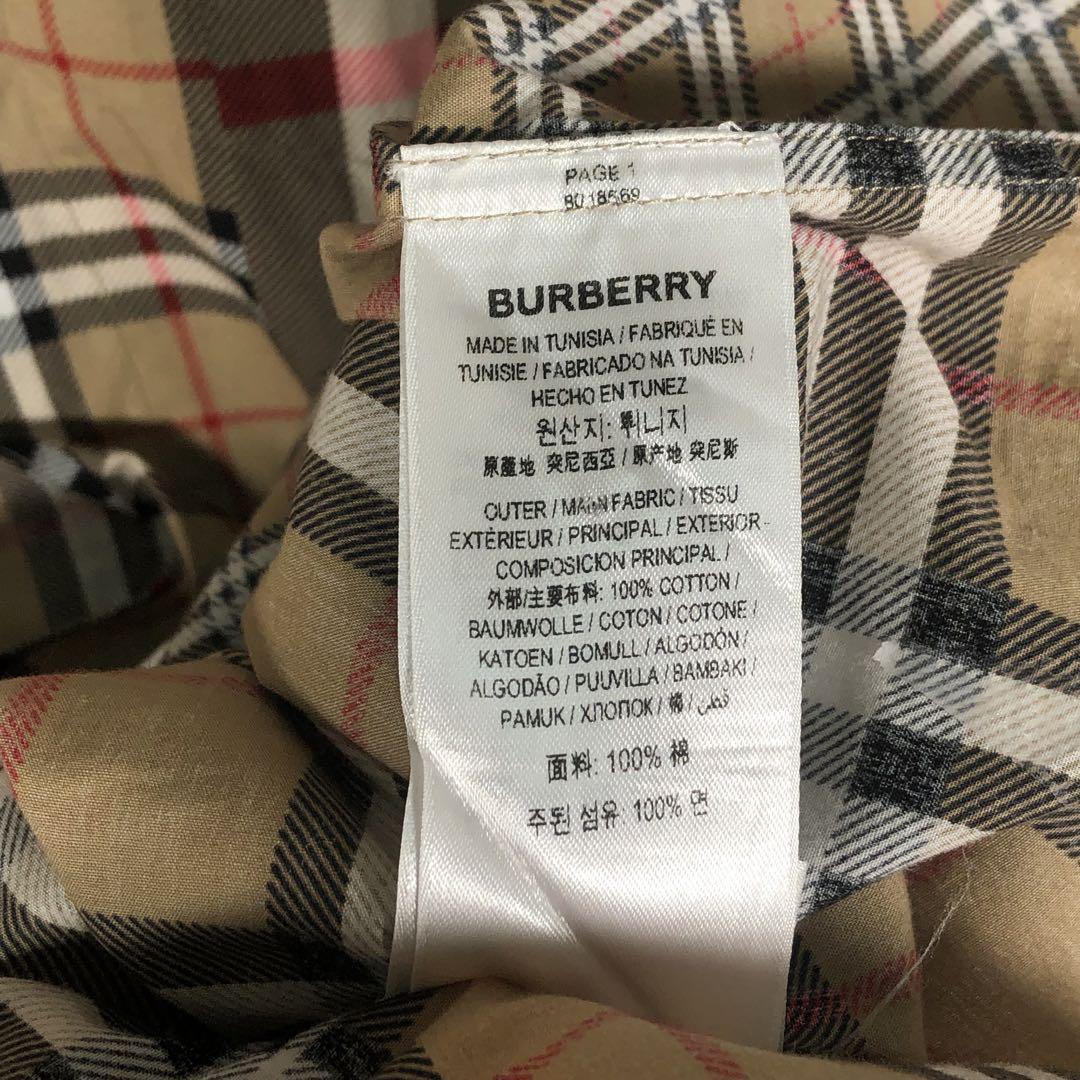 PAGE 1
8018569
BURBERRY
MADE IN TUNISIA / FABRIQUÉ EN
TUNISIE / FABRICADO NA TUNISIA /
HECHO EN TUNEZ
원산지: 튀니지
原產地 突尼西亞 / 原产地 突尼斯
OUTER / MAIN FABRIC / TISSU
EXTÉRIEUR / PRINCIPAL / EXTERIOR -
COMPOSICION PRINCIPAL /
外部/主要布料: 100% COTTON /
BAUMWOLLE / COTON / COTONE /
KATOEN / BOMULL / ALGODÓN /
ALGODÃO / PUUVILLA / BAMBAKI /
PAMUK / ХЛОПОК / 棉 / قطن
面料: 100% 棉
주된 섬유 100% 면